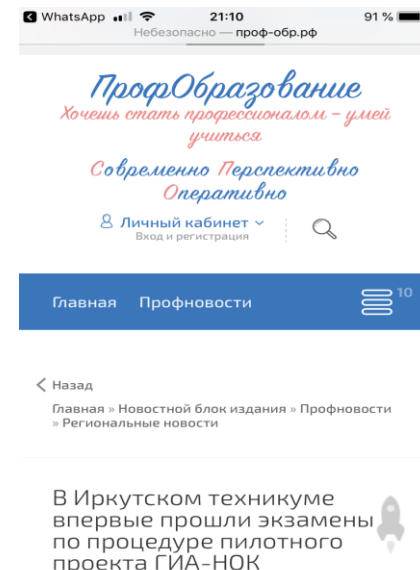 WhatsApp 21:10 91 %
Небезопасно — проф-обр.рф
ПрофОбразование
Хочешь стать профессионалом – умей
учиться
Современно Перспективно
Оперативно
Личный кабинет
Вход и регистрация
Главная Профновости 10
Назад
Главная » Новостной блок издания » Профновости
» Региональные новости
В Иркутском техникуме
впервые прошли экзамены
по процедуре пилотного
проекта ГИА-НОК